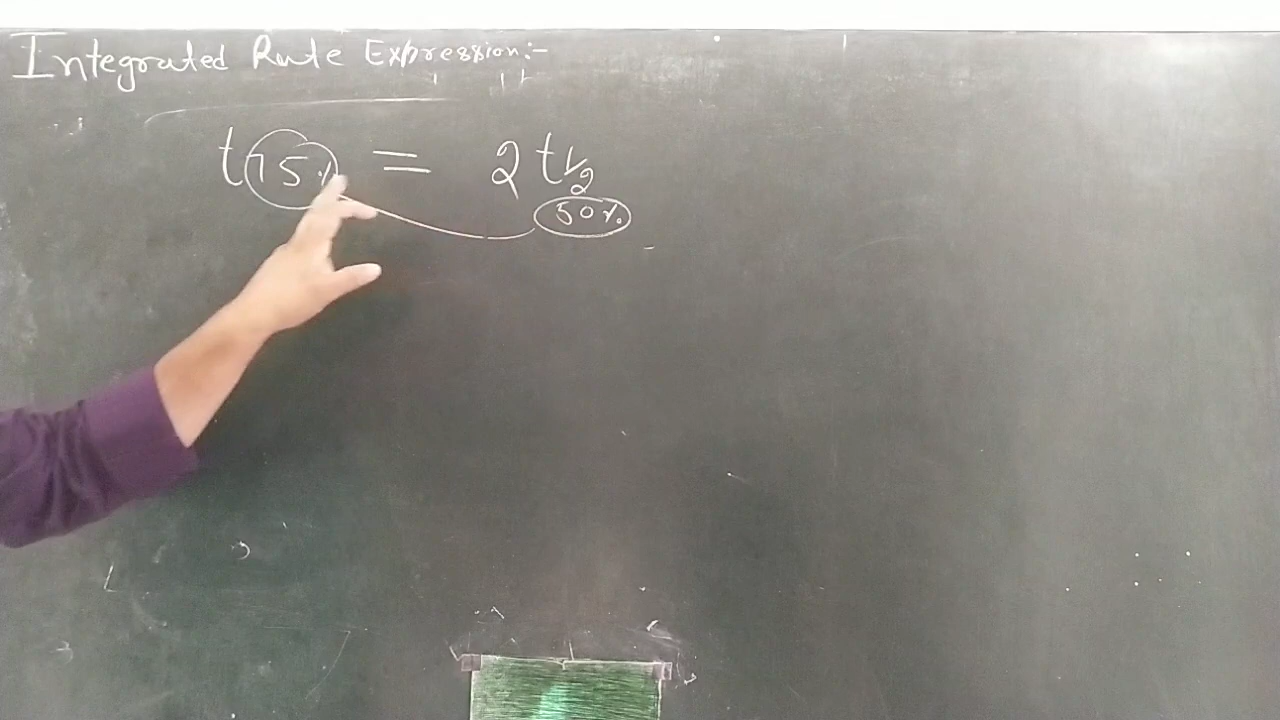 Integrated Rate Expression:-
t75% = 2t1/2
50%